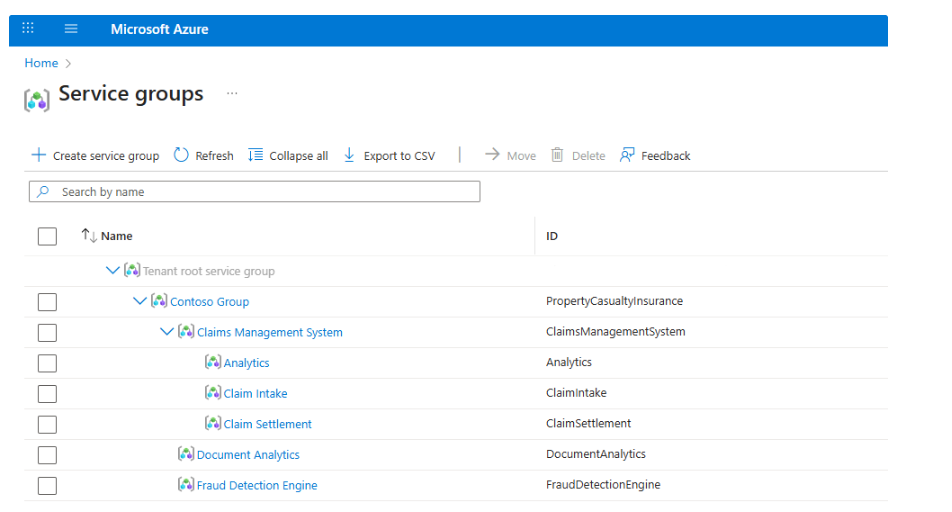 Microsoft Azure
Home >
Service groups ...
Create service group Refresh Collapse all Export to CSV | Move Delete Feedback
Search by name
Name ID
Tenant root service group
Contoso Group PropertyCasualtyInsurance
Claims Management System ClaimsManagementSystem
Analytics Analytics
Claim Intake ClaimIntake
Claim Settlement ClaimSettlement
Document Analytics DocumentAnalytics
Fraud Detection Engine FraudDetectionEngine